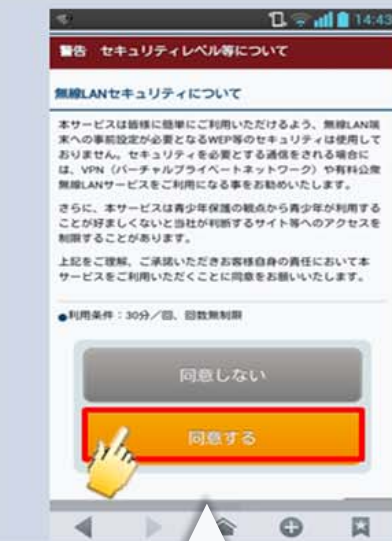 14:43
警告 セキュリティレベル等について
無線LANセキュリティについて
本サービスは皆様に簡単にご利用いただけるよう、無線LAN端
末への事前設定が必要となるWEP等のセキュリティは使用して
おりません。セキュリティを必要とする通信をされる場合に
は、VPN（バーチャルプライベートネットワーク）や有料公衆
無線LANサービスをご利用になる事をお勧めいたします。
さらに、本サービスは青少年保護の観点から青少年が利用する
ことが好ましくないと当社が判断するサイト等へのアクセスを
制限することがあります。
上記をご理解、ご承諾いただきお客様自身の責任において本
サービスをご利用いただくことに同意をお願いいたします。
●利用条件：30分／回、回数無制限
同意しない
同意する